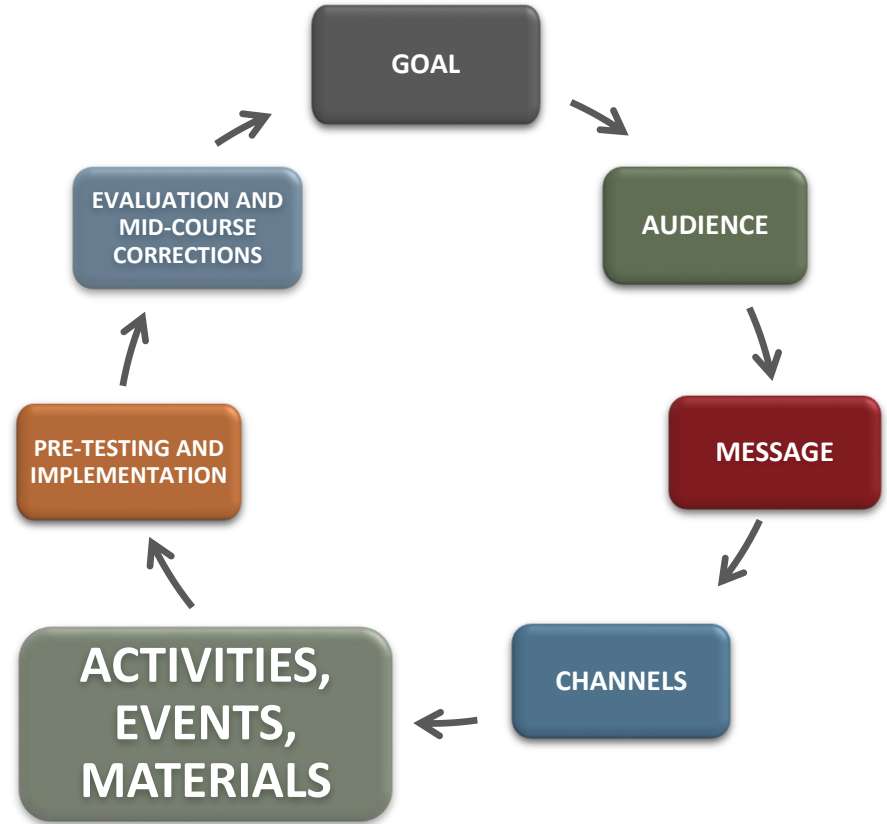 GOAL
AUDIENCE
MESSAGE
CHANNELS
ACTIVITIES,
EVENTS,
MATERIALS
PRE-TESTING AND
IMPLEMENTATION
EVALUATION AND
MID-COURSE
CORRECTIONS